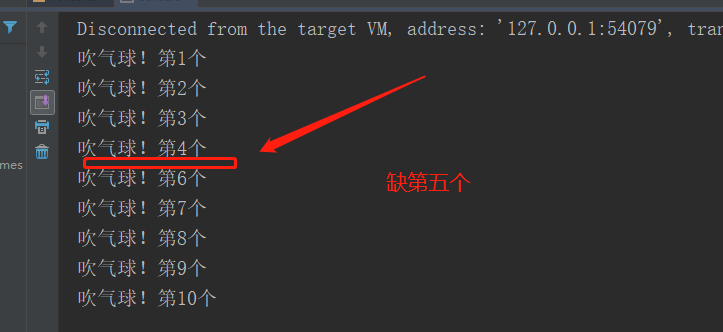 Disconnected from the target VM, address: '127.0.0.1:54079', tran
吹气球！第1个
吹气球！第2个
吹气球！第3个
吹气球！第4个
mes
吹气球！第6个
缺第五个
吹气球！第7个
吹气球！第8个
吹气球！第9个
吹气球！第10个